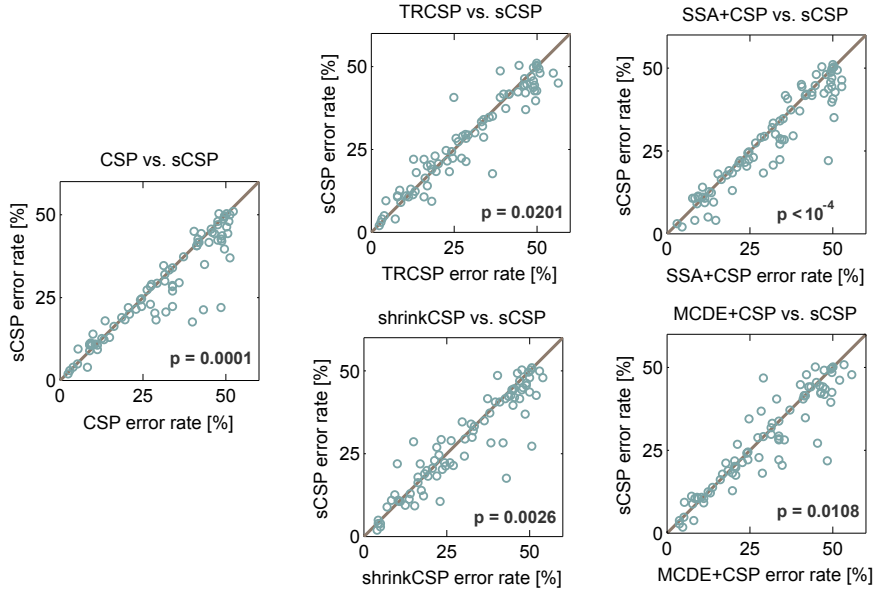 CSP vs. sCSP
sCSP error rate [%]
50
25
0
0 25 50
p = 0.0001
CSP error rate [%]
TRCSP vs. sCSP
sCSP error rate [%]
50
25
0
0 25 50
p = 0.0201
TRCSP error rate [%]
SSA+CSP vs. sCSP
sCSP error rate [%]
50
25
0
0 25 50
p < 10⁻⁴
SSA+CSP error rate [%]
shrinkCSP vs. sCSP
sCSP error rate [%]
50
25
0
0 25 50
p = 0.0026
shrinkCSP error rate [%]
MCDE+CSP vs. sCSP
sCSP error rate [%]
50
25
0
0 25 50
p = 0.0108
MCDE+CSP error rate [%]